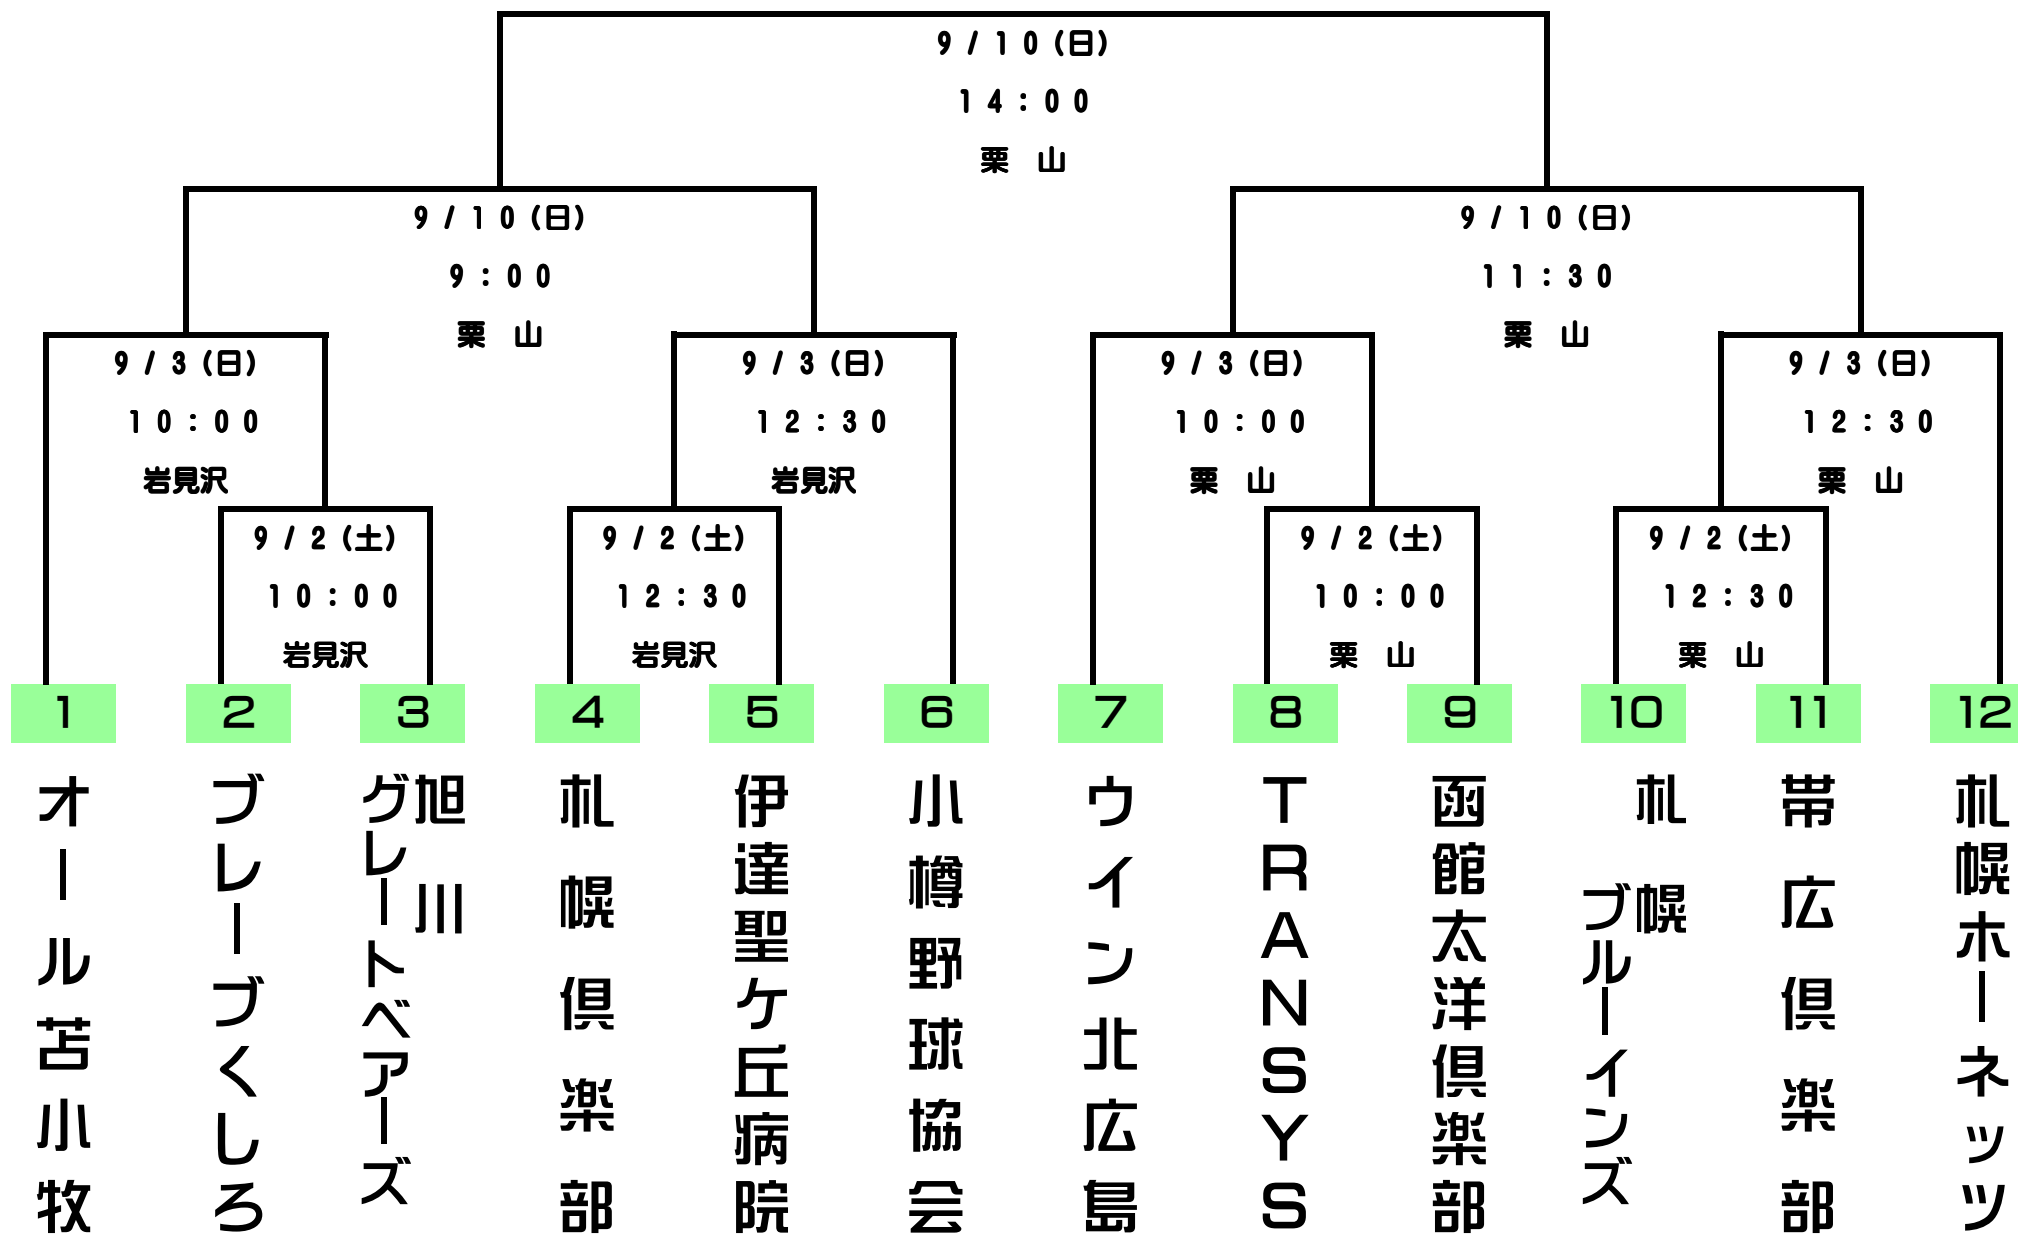 9/10(日)
14:00
栗 山
9/10(日)
9:00
栗 山
9/10(日)
11:30
栗 山
9/3(日)
10:00
岩見沢
9/3(日)
12:30
岩見沢
9/3(日)
10:00
栗 山
9/3(日)
12:30
栗 山
9/2(土)
10:00
岩見沢
9/2(土)
12:30
岩見沢
9/2(土)
10:00
栗 山
9/2(土)
12:30
栗 山
1
2
3
4
5
6
7
8
9
10
11
12
オール苫小牧
ブレーブくしろ
旭川
グレートベアーズ
札幌倶楽部
伊達聖ケ丘病院
小樽野球協会
ウイン北広島
TRANSYS
函館太洋倶楽部
札幌
ブルーインズ
帯広倶楽部
札幌ホーネッツ